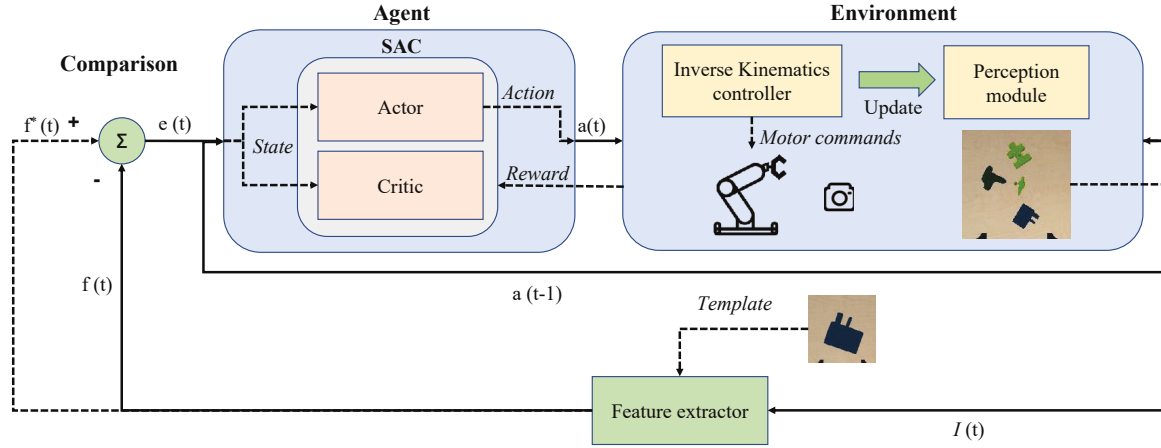 Agent
Environment
SAC
Comparison
Inverse Kinematics
controller
Perception
module
Update
Actor
Action
f*(t)
+
e (t)
Σ
a(t)
State
Motor commands
-
Critic
Reward
f (t)
a (t-1)
Template
Feature extractor
I (t)